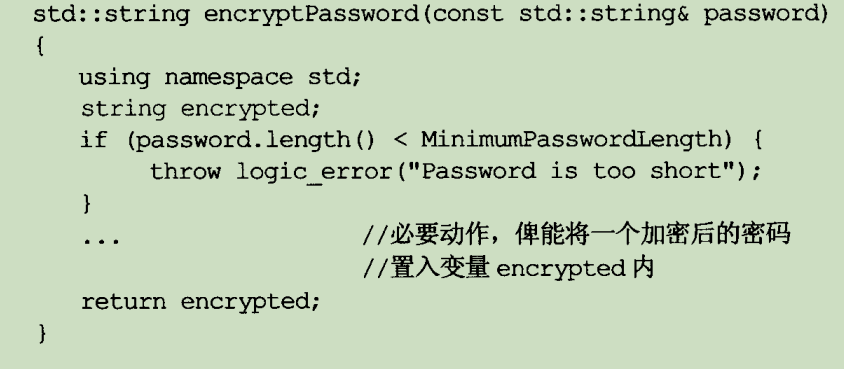 std::string encryptPassword(const std::string& password)
{
using namespace std;
string encrypted;
if (password.length() < MinimumPasswordLength) {
throw logic_error("Password is too short");
}
... //必要动作，俾能将一个加密后的密码
//置入变量 encrypted 内
return encrypted;
}